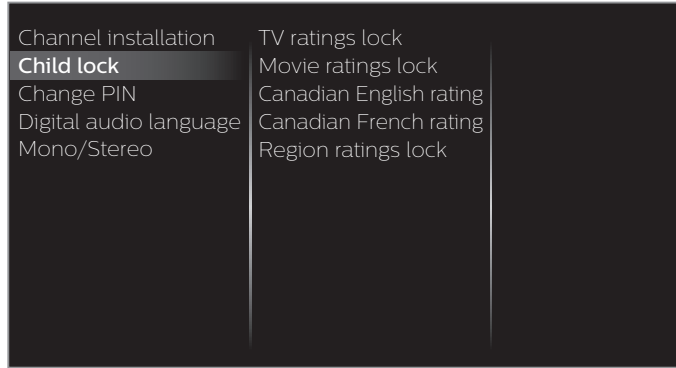 Channel installation
Child lock
Change PIN
Digital audio language
Mono/Stereo
TV ratings lock
Movie ratings lock
Canadian English rating
Canadian French rating
Region ratings lock